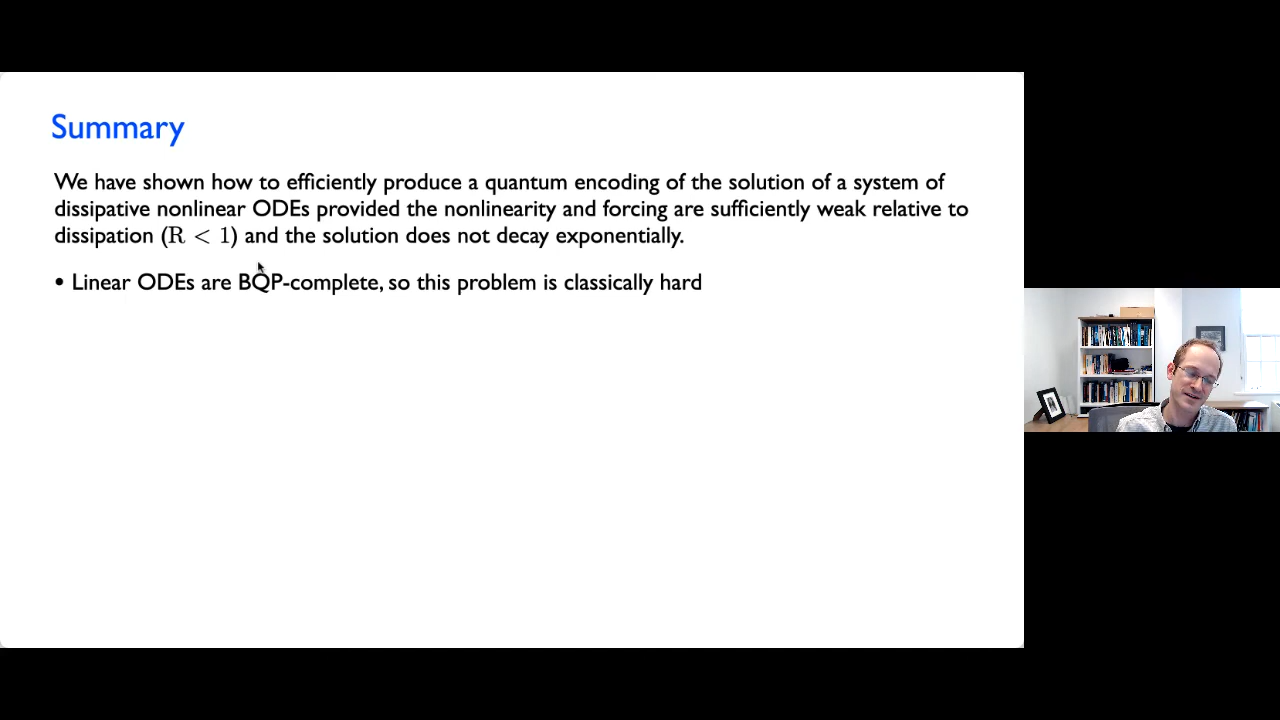 Summary
We have shown how to efficiently produce a quantum encoding of the solution of a system of
dissipative nonlinear ODEs provided the nonlinearity and forcing are sufficiently weak relative to
dissipation (R < 1) and the solution does not decay exponentially.
• Linear ODEs are BQP-complete, so this problem is classically hard